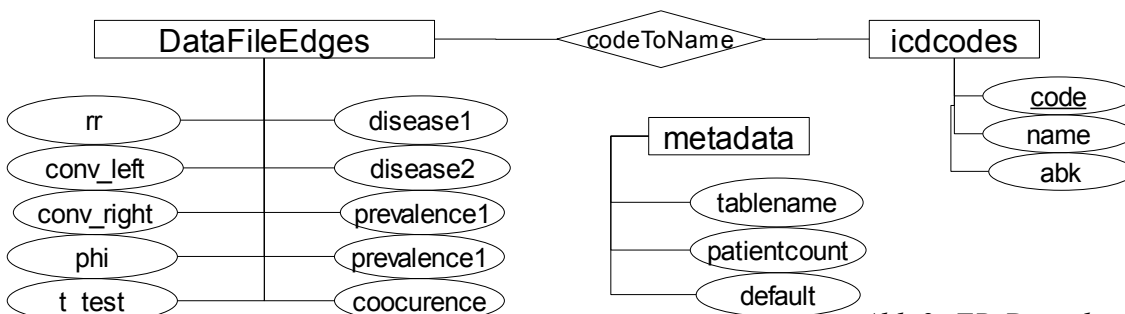 DataFileEdges
codeToName
icdcodes
rr
disease1
conv_left
disease2
conv_right
prevalence1
phi
prevalence1
t_test
coocurence
metadata
tablename
patientcount
default
code
name
abk